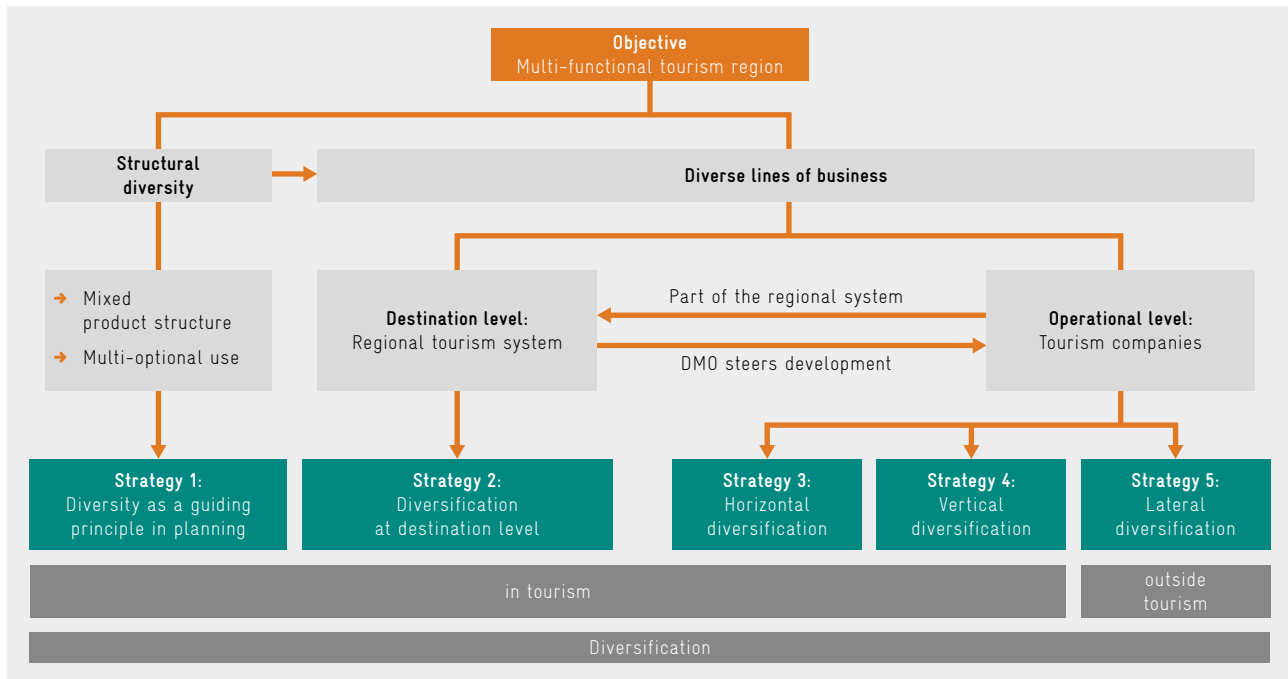 Objective
Multi-functional tourism region
Structural
diversity
Diverse lines of business
Mixed
product structure
Multi-optional use
Destination level:
Regional tourism system
Part of the regional system
DMO steers development
Operational level:
Tourism companies
Strategy 1:
Diversity as a guiding
principle in planning
Strategy 2:
Diversification
at destination level
Strategy 3:
Horizontal
diversification
Strategy 4:
Vertical
diversification
Strategy 5:
Lateral
diversification
in tourism
outside
tourism
Diversification